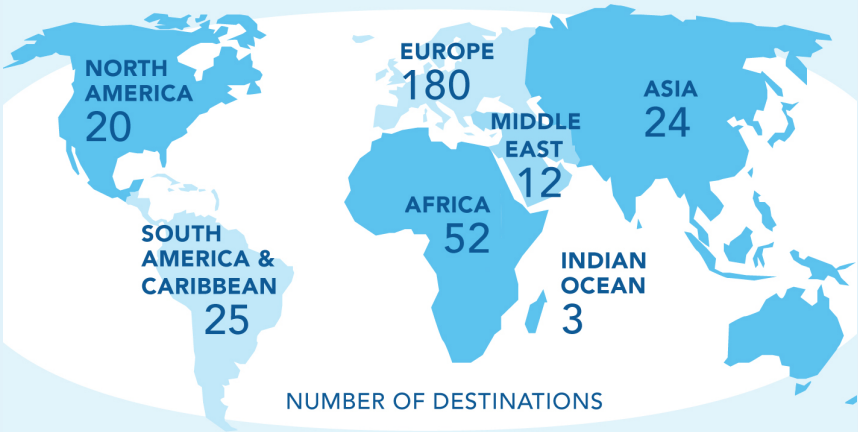 NORTH
AMERICA
20
EUROPE
180
ASIA
24
MIDDLE
EAST
12
AFRICA
52
SOUTH
AMERICA &
CARIBBEAN
25
INDIAN
OCEAN
3
NUMBER OF DESTINATIONS